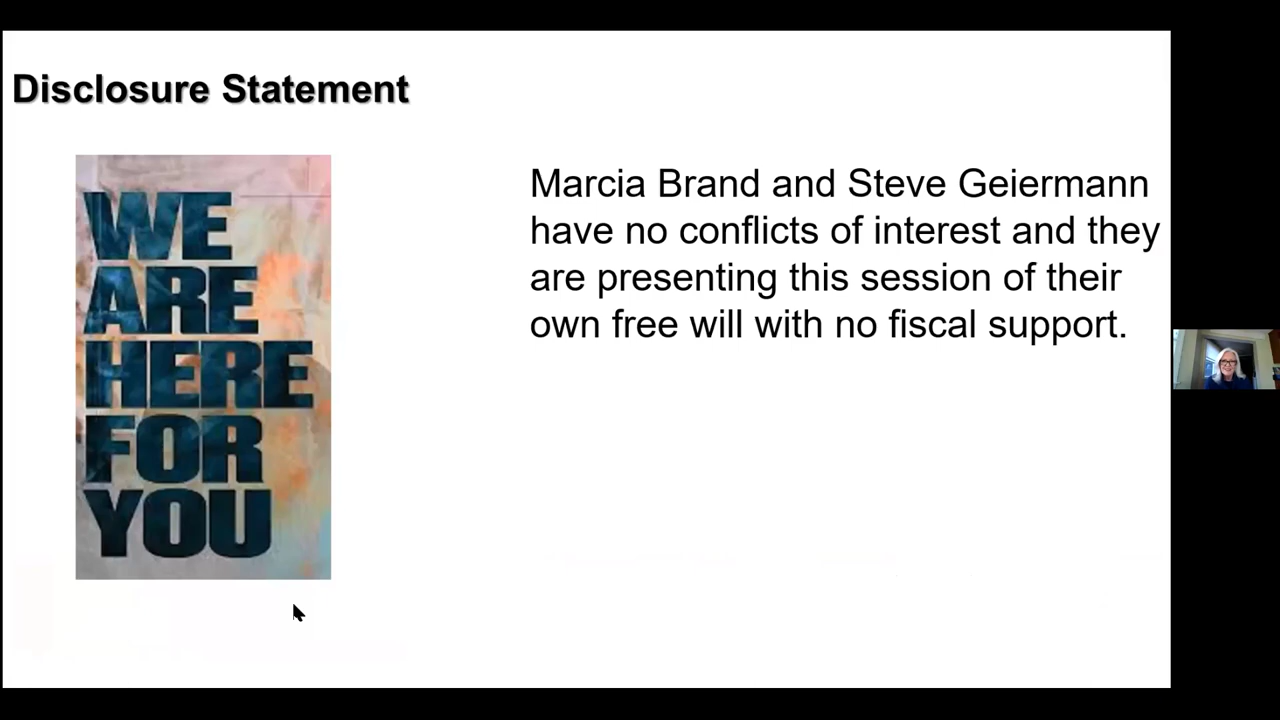 Disclosure Statement
WE
ARE
HERE
FOR
YOU
Marcia Brand and Steve Geiermann
have no conflicts of interest and they
are presenting this session of their
own free will with no fiscal support.